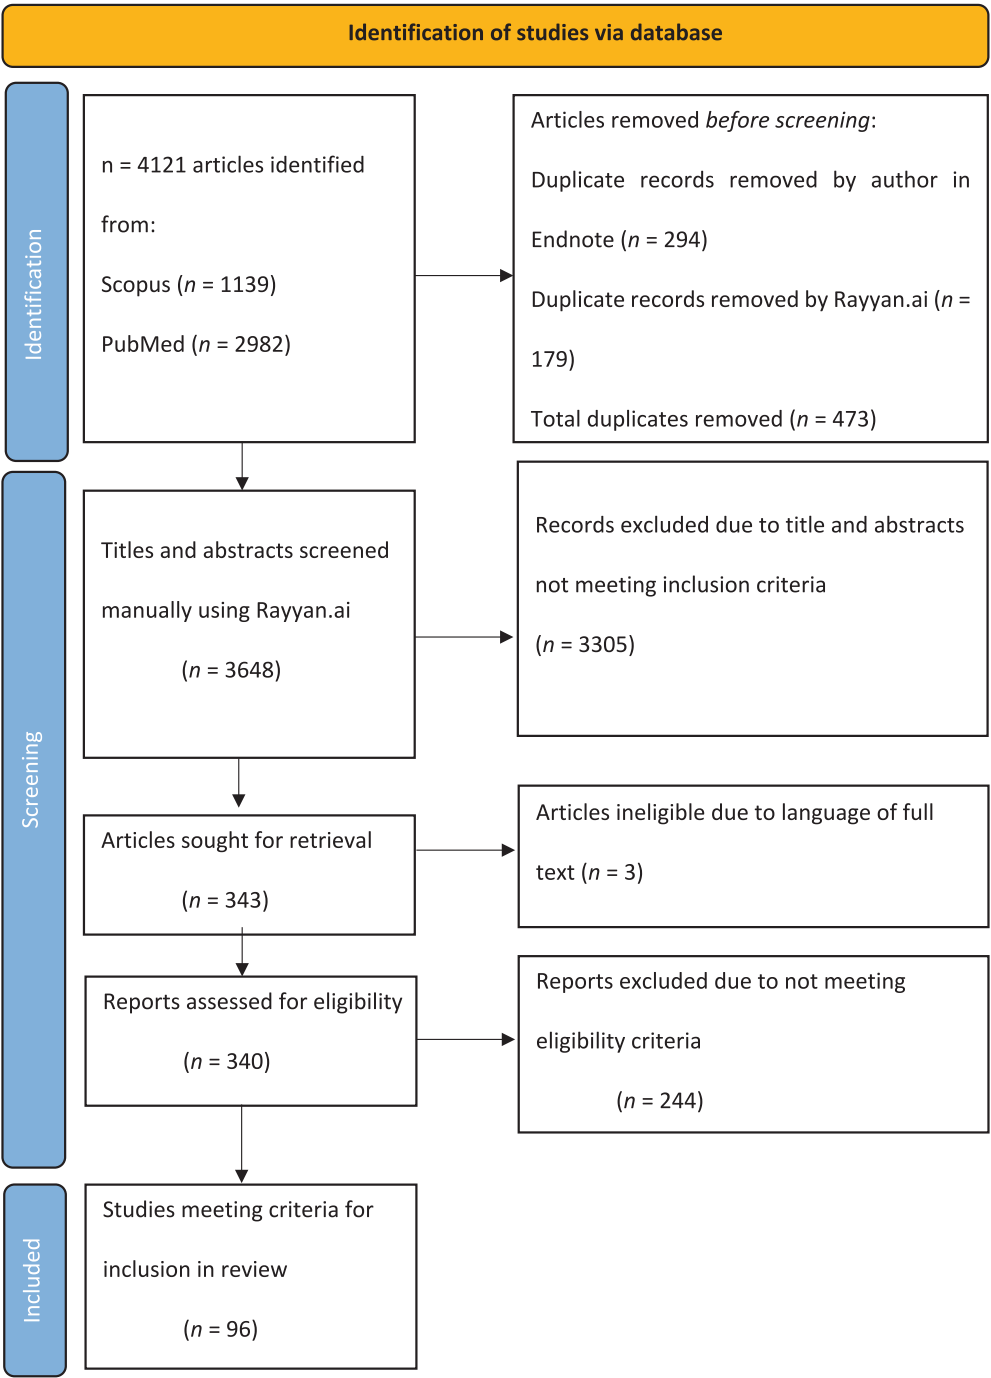 Identification of studies via database
Identification
n = 4121 articles identified
from:
Scopus (n = 1139)
PubMed (n = 2982)
Articles removed before screening:
Duplicate records removed by author in
Endnote (n = 294)
Duplicate records removed by Rayyan.ai (n =
179)
Total duplicates removed (n = 473)
Screening
Titles and abstracts screened
manually using Rayyan.ai
(n = 3648)
Records excluded due to title and abstracts
not meeting inclusion criteria
(n = 3305)
Articles sought for retrieval
(n = 343)
Articles ineligible due to language of full
text (n = 3)
Reports assessed for eligibility
(n = 340)
Reports excluded due to not meeting
eligibility criteria
(n = 244)
Included
Studies meeting criteria for
inclusion in review
(n = 96)